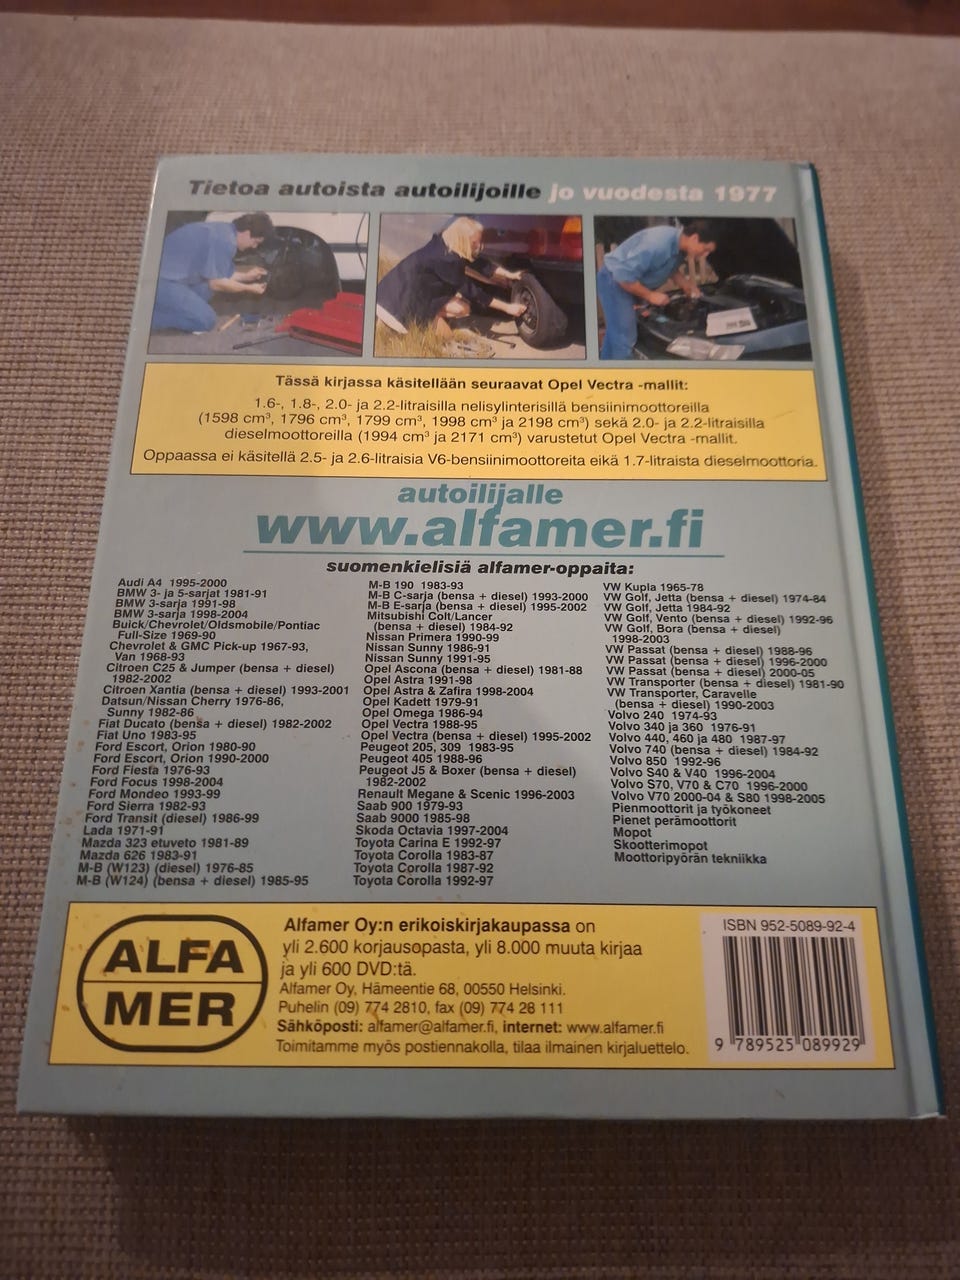 Tietoa autoista autoilijoille jo vuodesta 1977
Tässä kirjassa käsitellään seuraavat Opel Vectra -mallit:
1.6-, 1.8-, 2.0- ja 2.2-litraisilla nelisylinterisillä bensiinimoottoreilla
(1598 cm³, 1796 cm³, 1799 cm³, 1998 cm³ ja 2198 cm³) sekä 2.0- ja 2.2-litraisilla
dieselmoottoreilla (1994 cm³ ja 2171 cm³) varustetut Opel Vectra -mallit.
Oppaassa ei käsitellä 2.5- ja 2.6-litraisia V6-bensiinimoottoreita eikä 1.7-litraista dieselmoottoria.
autoilijalle
www.alfamer.fi
suomenkielisiä alfamer-oppaita:
Audi A4 1995-2000
BMW 3- ja 5-sarjat 1981-91
BMW 3-sarja 1991-98
BMW 3-sarja 1998-2004
Buick/Chevrolet/Oldsmobile/Pontiac
Full-Size 1969-90
Chevrolet & GMC Pick-up 1967-93,
Van 1968-93
Citroen C25 & Jumper (bensa + diesel)
1982-2002
Citroen Xantia (bensa + diesel) 1993-2001
Datsun/Nissan Cherry 1976-86,
Sunny 1982-86
Fiat Ducato (bensa + diesel) 1982-2002
Fiat Uno 1983-95
Ford Escort, Orion 1980-90
Ford Escort, Orion 1990-2000
Ford Fiesta 1976-93
Ford Focus 1998-2004
Ford Mondeo 1993-99
Ford Sierra 1982-93
Ford Transit (diesel) 1986-99
Lada 1971-91
Mazda 323 etuveto 1981-89
Mazda 626 1983-91
M-B (W123) (diesel) 1976-85
M-B (W124) (bensa + diesel) 1985-95
M-B 190 1983-93
M-B C-sarja (bensa + diesel) 1993-2000
M-B E-sarja (bensa + diesel) 1995-2002
Mitsubishi Colt/Lancer
(bensa + diesel) 1984-92
Nissan Primera 1990-99
Nissan Sunny 1986-91
Nissan Sunny 1991-95
Opel Ascona (bensa + diesel) 1981-88
Opel Astra 1991-98
Opel Astra & Zafira 1998-2004
Opel Kadett 1979-91
Opel Omega 1986-94
Opel Vectra 1988-95
Opel Vectra (bensa + diesel) 1995-2002
Peugeot 205, 309 1983-95
Peugeot 405 1988-96
Peugeot J5 & Boxer (bensa + diesel)
1982-2002
Renault Megane & Scenic 1996-2003
Saab 900 1979-93
Saab 9000 1985-98
Skoda Octavia 1997-2004
Toyota Carina E 1992-97
Toyota Corolla 1983-87
Toyota Corolla 1987-92
Toyota Corolla 1992-97
VW Kupla 1965-78
VW Golf, Jetta (bensa + diesel) 1974-84
VW Golf, Jetta 1984-92
VW Golf, Vento (bensa + diesel) 1992-96
VW Golf, Bora (bensa + diesel)
1998-2003
VW Passat (bensa + diesel) 1988-96
VW Passat (bensa + diesel) 1996-2000
VW Passat (bensa + diesel) 2000-05
VW Transporter (bensa + diesel) 1981-90
VW Transporter, Caravelle
(bensa + diesel) 1990-2003
Volvo 240 1974-93
Volvo 340 ja 360 1976-91
Volvo 440, 460 ja 480 1987-97
Volvo 740 (bensa + diesel) 1984-92
Volvo 850 1992-96
Volvo S40 & V40 1996-2004
Volvo S70, V70 & C70 1996-2000
Volvo V70 2000-04 & S80 1998-2005
Pienmoottorit ja työkoneet
Pienet perämoottorit
Mopot
Skootterimopot
Moottoripyörän tekniikka
ALFA
MER
Alfamer Oy:n erikoiskirjakaupassa on
yli 2.600 korjausopasta, yli 8.000 muuta kirjaa
ja yli 600 DVD:tä.
Alfamer Oy, Hämeentie 68, 00550 Helsinki.
Puhelin (09) 774 2810, fax (09) 774 28 111
Sähköposti: alfamer@alfamer.fi, internet: www.alfamer.fi
Toimitamme myös postiennakolla, tilaa ilmainen kirjaluettelo.
ISBN 952-5089-92-4
9 789525 089929